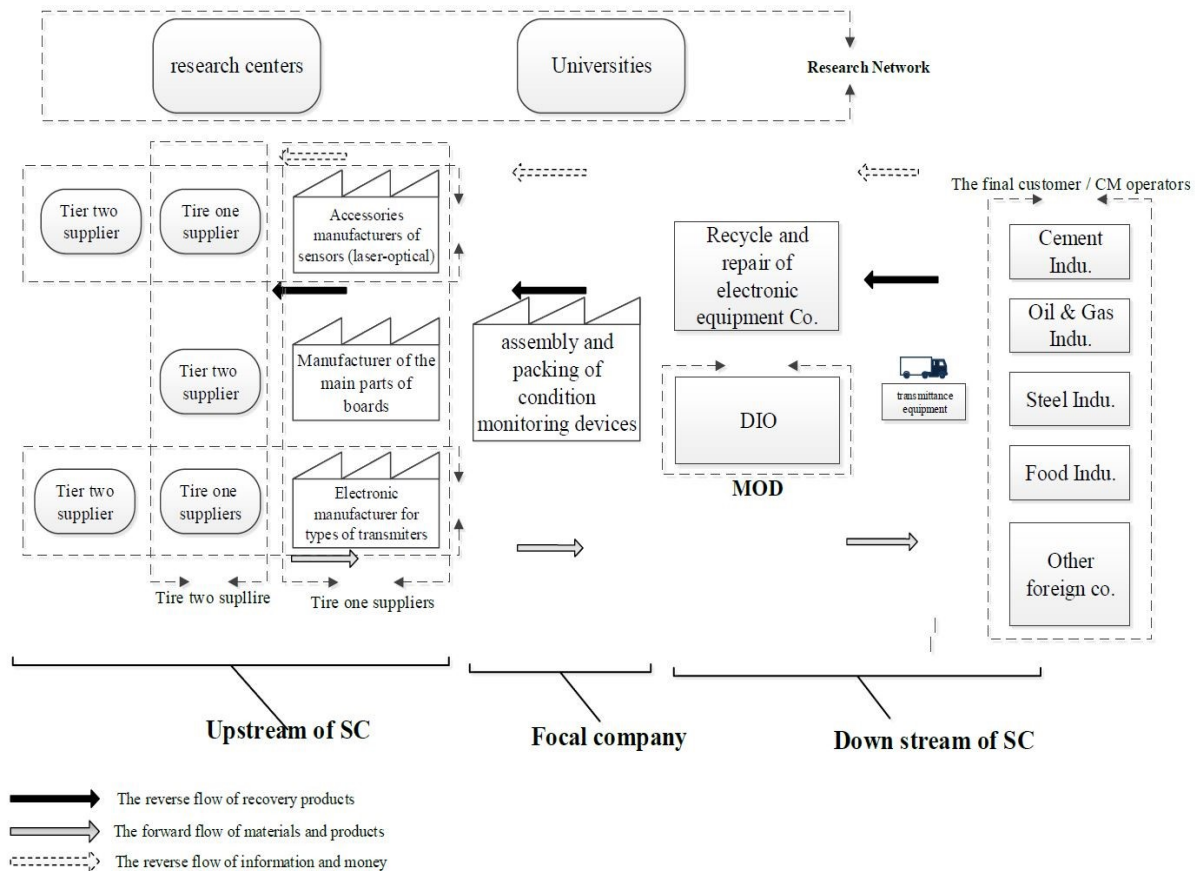 research centers
Universities
Research Network
The final customer / CM operators
Tier two
supplier
Tire one
supplier
Accessories
manufacturers of
sensors (laser-optical)
Recycle and
repair of
electronic
equipment Co.
Cement
Indu.
Oil & Gas
Indu.
Tier two
supplier
Manufacturer of the
main parts of
boards
assembly and
packing of
condition
monitoring devices
DIO
MOD
transmittance
equipment
Steel Indu.
Food Indu.
Tier two
supplier
Tire one
suppliers
Electronic
manufacturer for
types of transmiters
Other
foreign co.
Tire two supllire
Tire one suppliers
Upstream of SC
Focal company
Down stream of SC
The reverse flow of recovery products
The forward flow of materials and products
The reverse flow of information and money